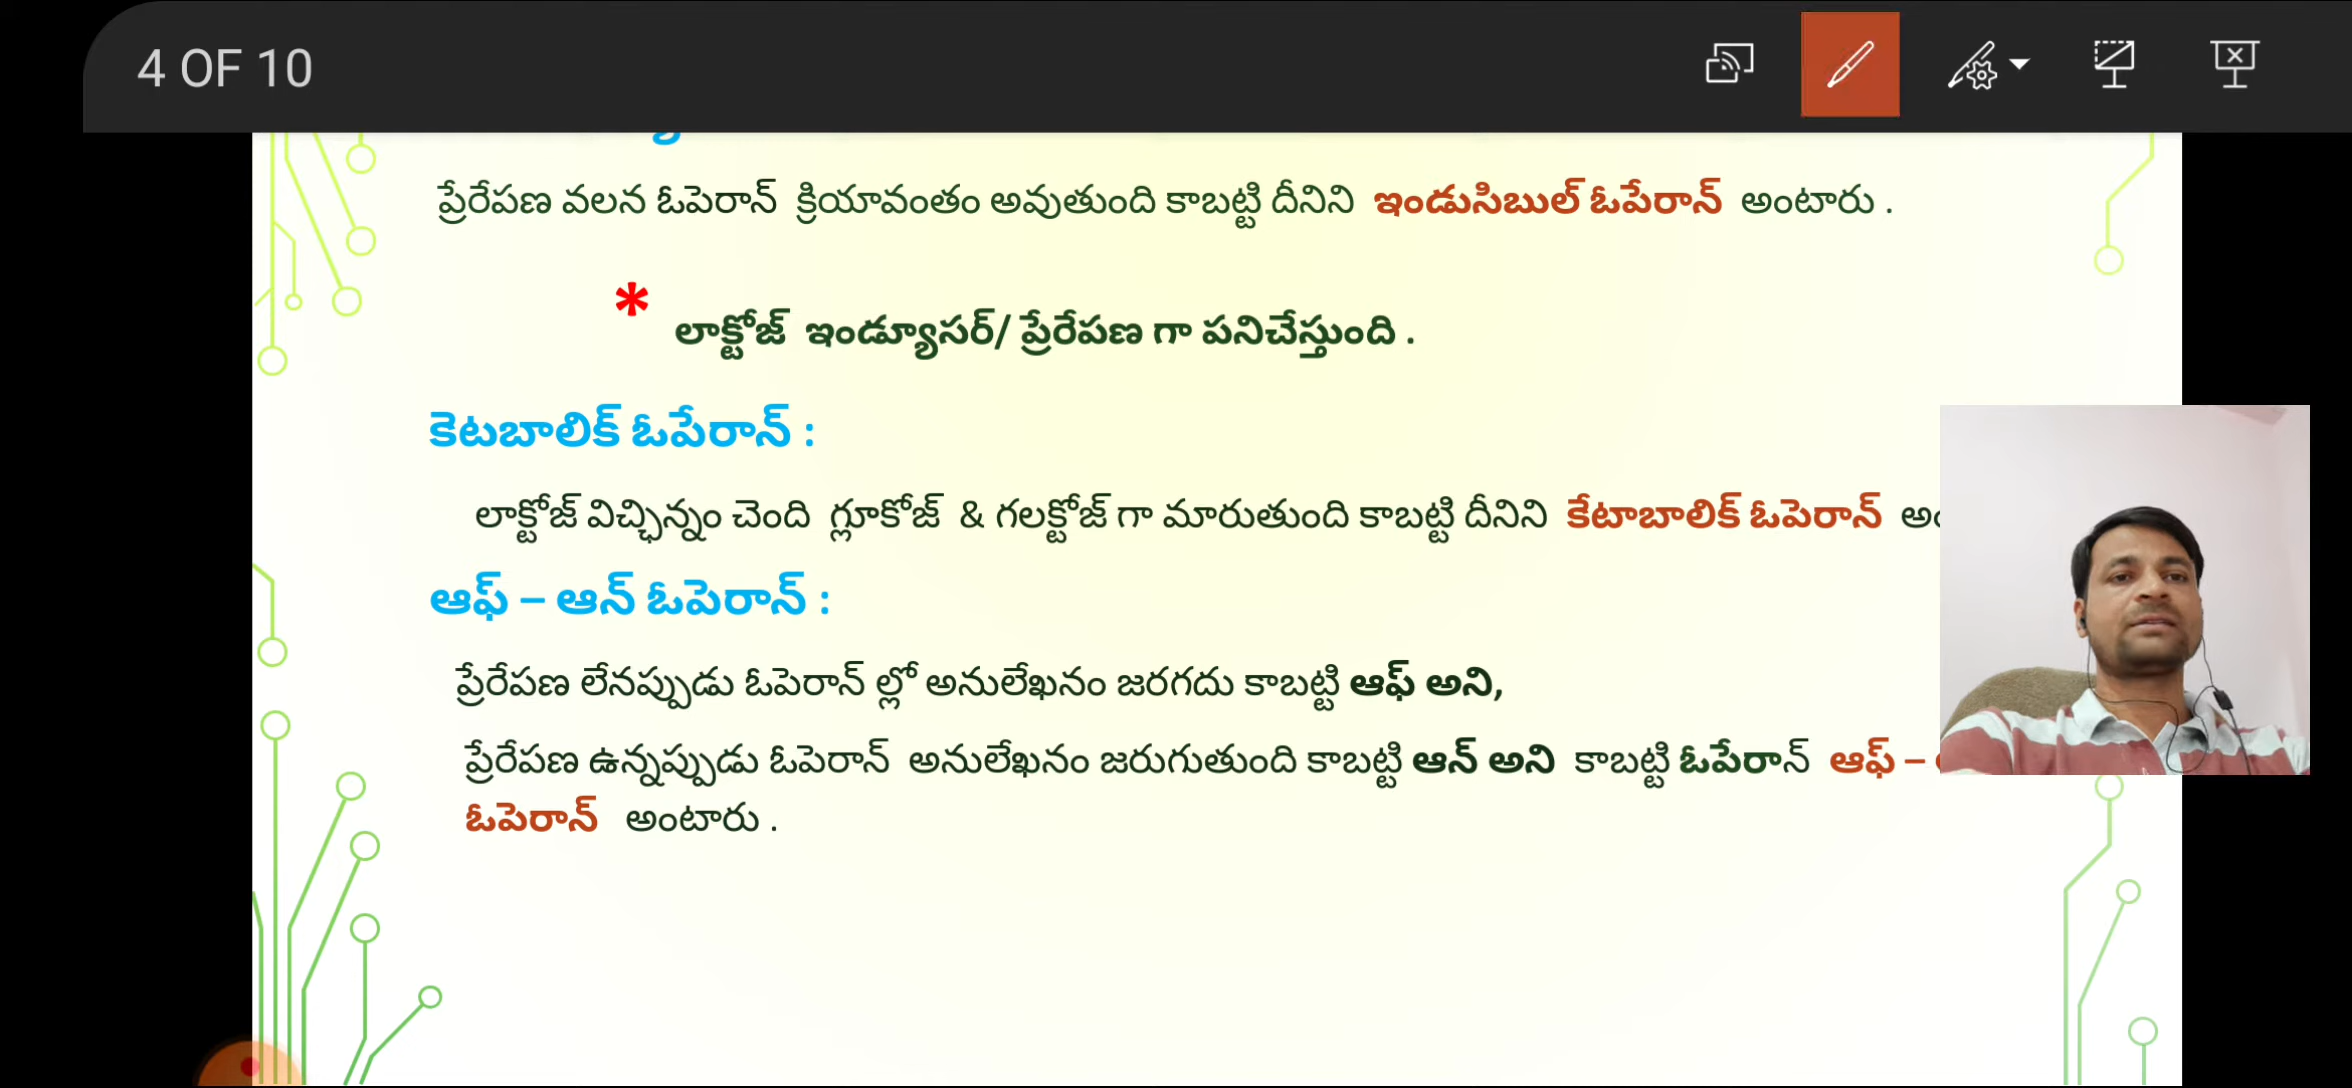 4 OF 10
ప్రేరేపణ వలన ఓపెరాన్ క్రియావంతం అవుతుంది కాబట్టి దీనిని ఇండుసిబుల్ ఓపేరాన్ అంటారు .
* లాక్టోజ్ ఇండ్యూసర్/ ప్రేరేపణ గా పనిచేస్తుంది .
కెటబాలిక్ ఓపేరాన్ :
లాక్టోజ్ విచ్ఛిన్నం చెంది గ్లూకోజ్ & గలక్టోజ్ గా మారుతుంది కాబట్టి దీనిని కేటాబాలిక్ ఓపెరాన్
ఆఫ్ – ఆన్ ఓపెరాన్ :
ప్రేరేపణ లేనప్పుడు ఓపెరాన్ ల్లో అనులేఖనం జరగదు కాబట్టి ఆఫ్ అని,
ప్రేరేపణ ఉన్నప్పుడు ఓపెరాన్ అనులేఖనం జరుగుతుంది కాబట్టి ఆన్ అని కాబట్టి ఓపేరాన్ ఆఫ్ –
ఓపెరాన్ అంటారు .